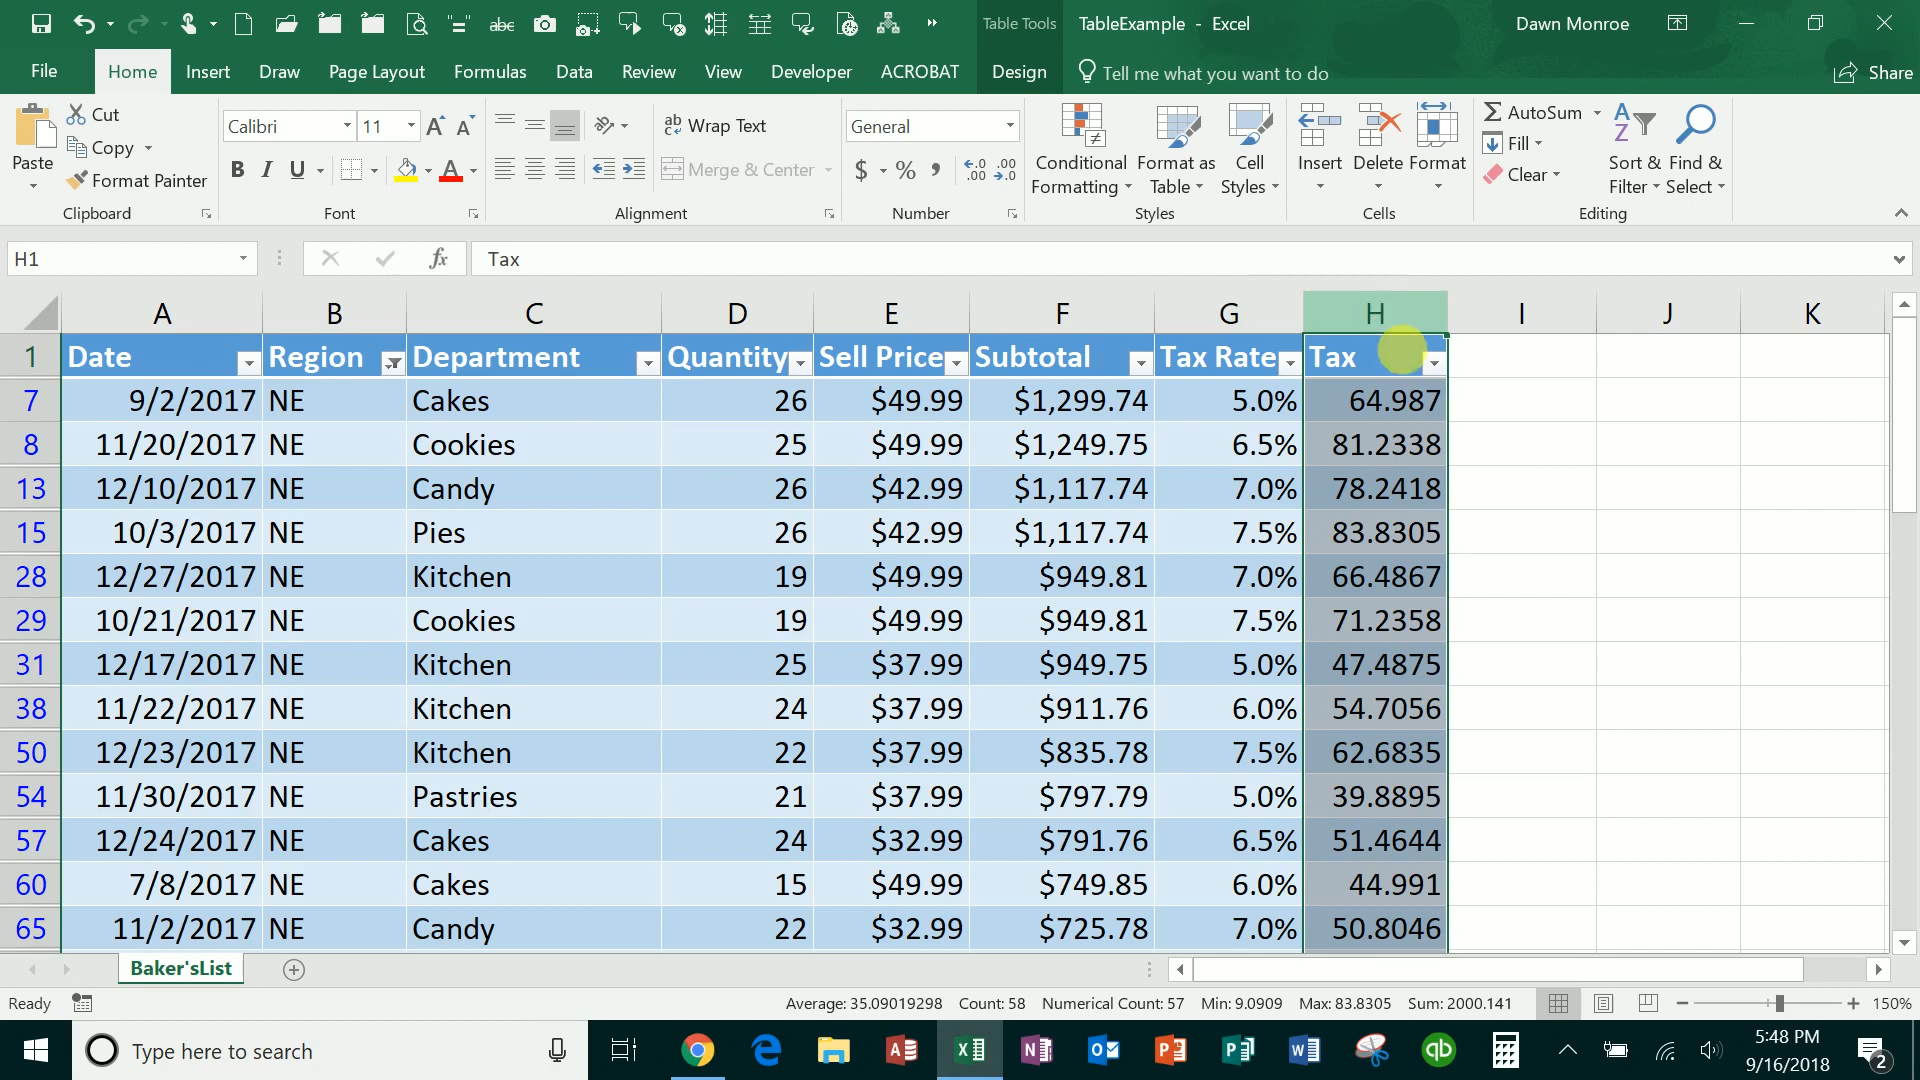 Table Tools TableExample - Excel Dawn Monroe
File Home Insert Draw Page Layout Formulas Data Review View Developer ACROBAT Design Tell me what you want to do Share
Cut Calibri 11 Wrap Text General AutoSum
Copy Fill
Paste Conditional Format as Cell Insert Delete Format Sort & Find &
Format Painter B I U Merge & Center $ % , Formatting Table Styles Clear Filter Select
Clipboard Font Alignment Number Styles Cells Editing
H1 fx Tax
A B C D E F G H I J K
1 Date Region Department Quantity Sell Price Subtotal Tax Rate Tax
7 9/2/2017 NE Cakes 26 $49.99 $1,299.74 5.0% 64.987
8 11/20/2017 NE Cookies 25 $49.99 $1,249.75 6.5% 81.2338
13 12/10/2017 NE Candy 26 $42.99 $1,117.74 7.0% 78.2418
15 10/3/2017 NE Pies 26 $42.99 $1,117.74 7.5% 83.8305
28 12/27/2017 NE Kitchen 19 $49.99 $949.81 7.0% 66.4867
29 10/21/2017 NE Cookies 19 $49.99 $949.81 7.5% 71.2358
31 12/17/2017 NE Kitchen 25 $37.99 $949.75 5.0% 47.4875
38 11/22/2017 NE Kitchen 24 $37.99 $911.76 6.0% 54.7056
50 12/23/2017 NE Kitchen 22 $37.99 $835.78 7.5% 62.6835
54 11/30/2017 NE Pastries 21 $37.99 $797.79 5.0% 39.8895
57 12/24/2017 NE Cakes 24 $32.99 $791.76 6.5% 51.4644
60 7/8/2017 NE Cakes 15 $49.99 $749.85 6.0% 44.991
65 11/2/2017 NE Candy 22 $32.99 $725.78 7.0% 50.8046
Baker'sList
Ready Average: 35.09019298 Count: 58 Numerical Count: 57 Min: 9.0909 Max: 83.8305 Sum: 2000.141 150%
Type here to search 5:48 PM
9/16/2018 2